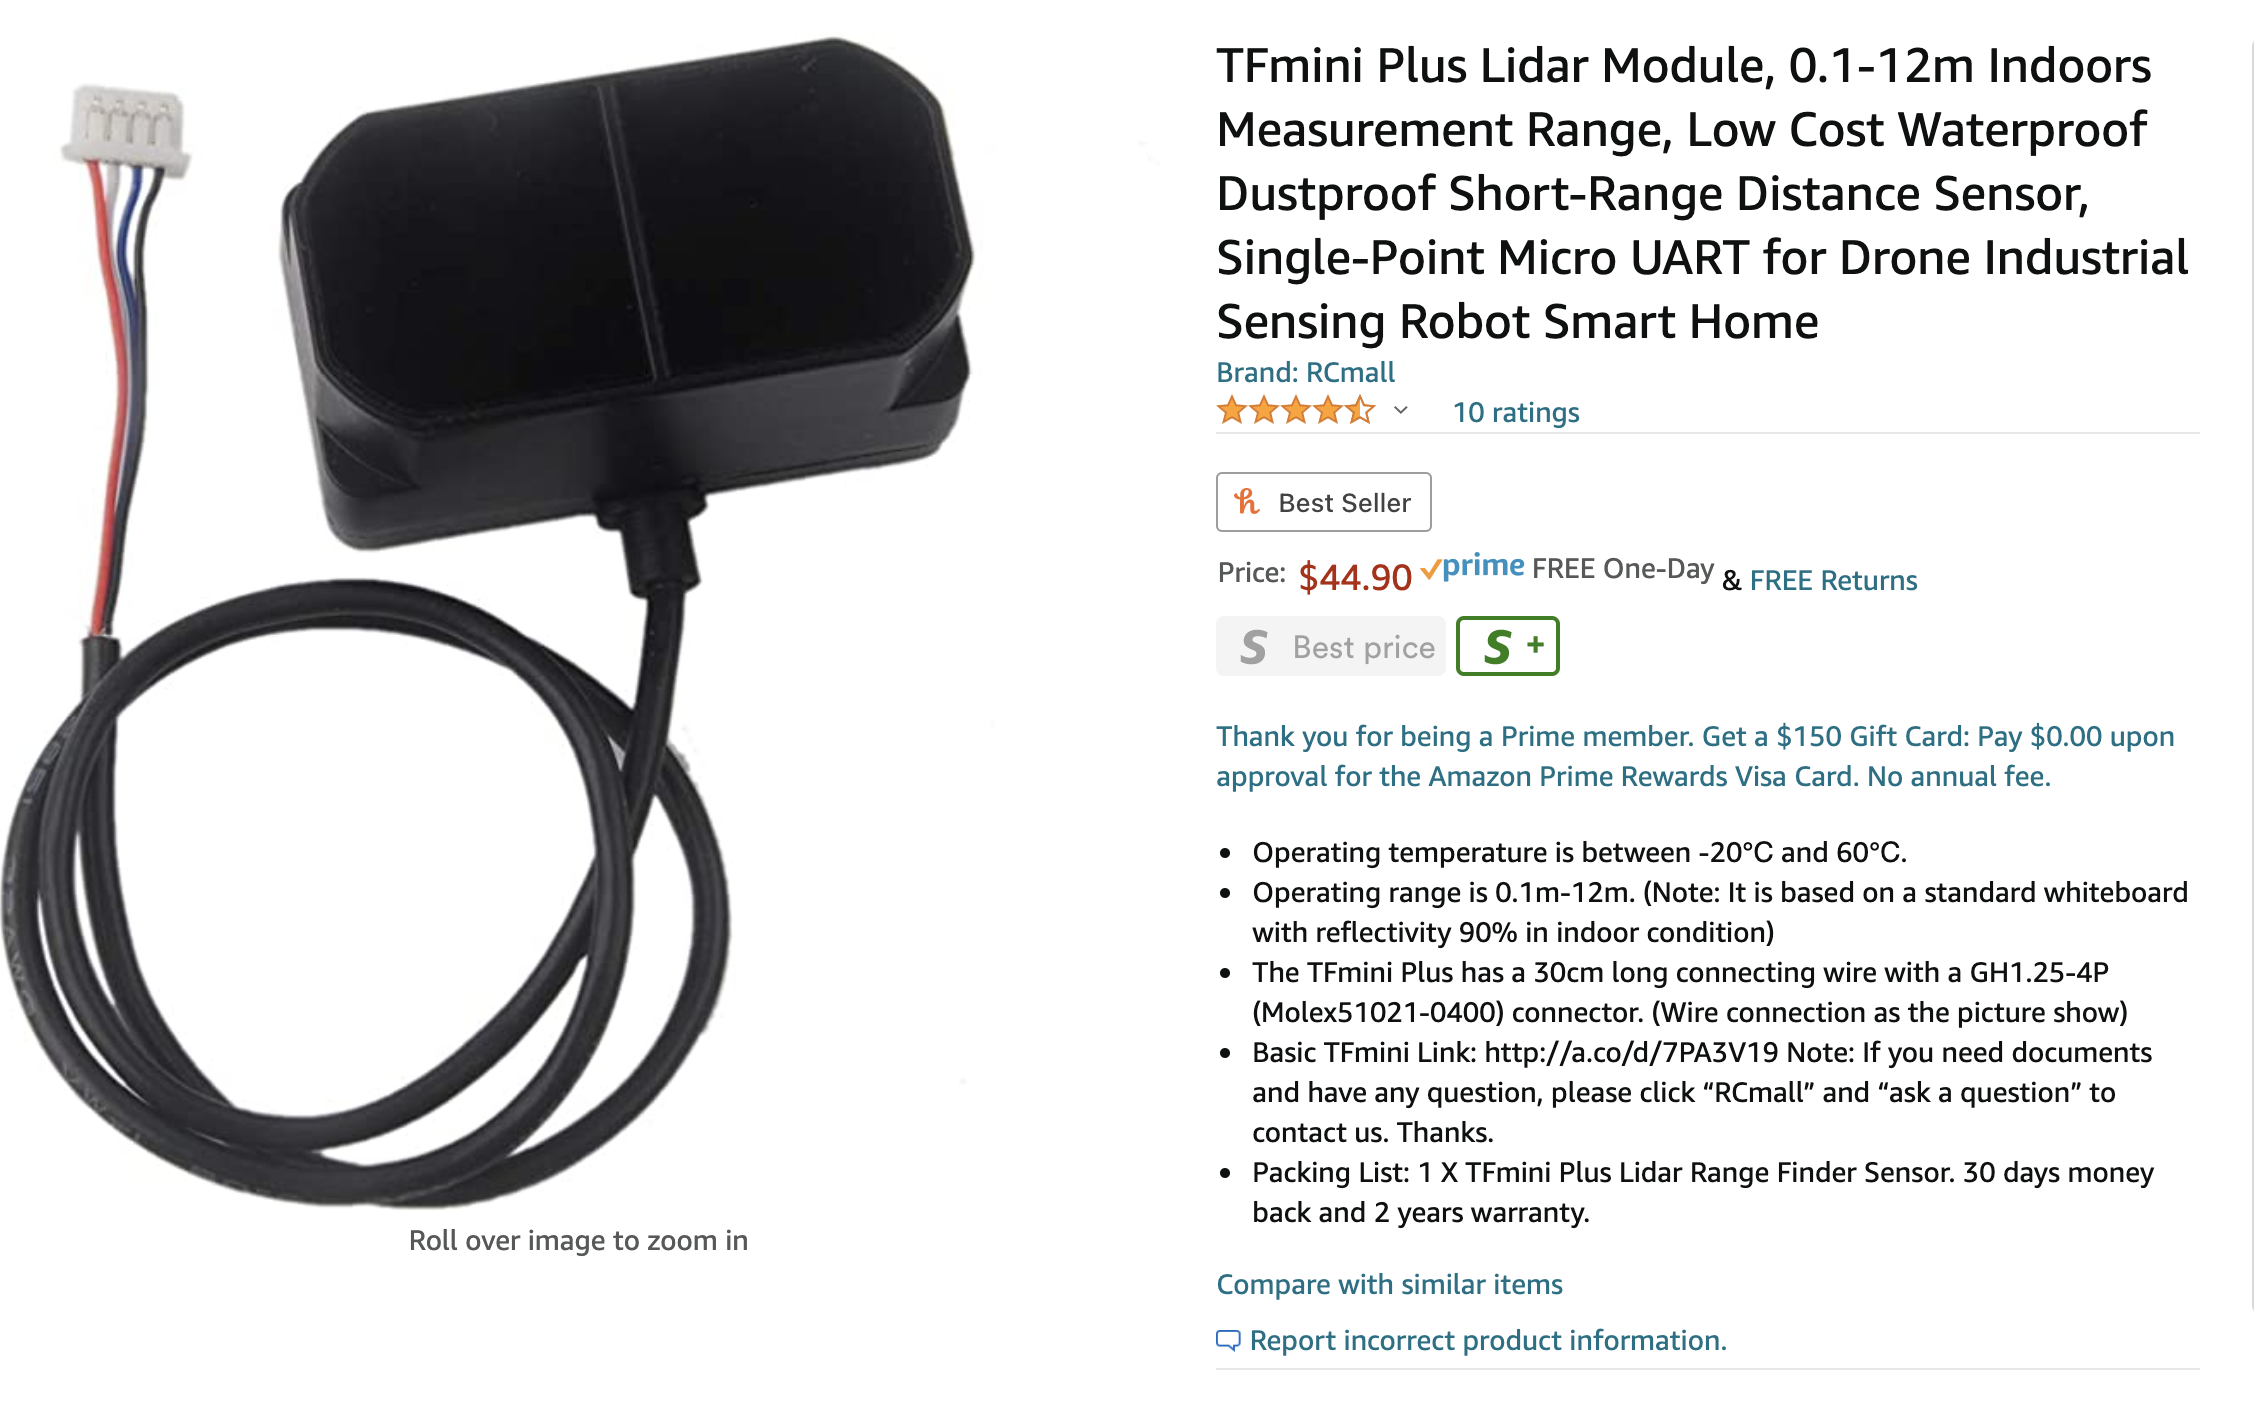 TFmini Plus Lidar Module, 0.1-12m Indoors
Measurement Range, Low Cost Waterproof
Dustproof Short-Range Distance Sensor,
Single-Point Micro UART for Drone Industrial
Sensing Robot Smart Home
Brand: RCmall
10 ratings
Best Seller
Price: $44.90 prime FREE One-Day & FREE Returns
S Best price S +
Thank you for being a Prime member. Get a $150 Gift Card: Pay $0.00 upon
approval for the Amazon Prime Rewards Visa Card. No annual fee.
• Operating temperature is between -20℃ and 60℃.
• Operating range is 0.1m-12m. (Note: It is based on a standard whiteboard
with reflectivity 90% in indoor condition)
• The TFmini Plus has a 30cm long connecting wire with a GH1.25-4P
(Molex51021-0400) connector. (Wire connection as the picture show)
• Basic TFmini Link: http://a.co/d/7PA3V19 Note: If you need documents
and have any question, please click “RCmall” and “ask a question” to
contact us. Thanks.
• Packing List: 1 X TFmini Plus Lidar Range Finder Sensor. 30 days money
back and 2 years warranty.
Roll over image to zoom in
Compare with similar items
Report incorrect product information.